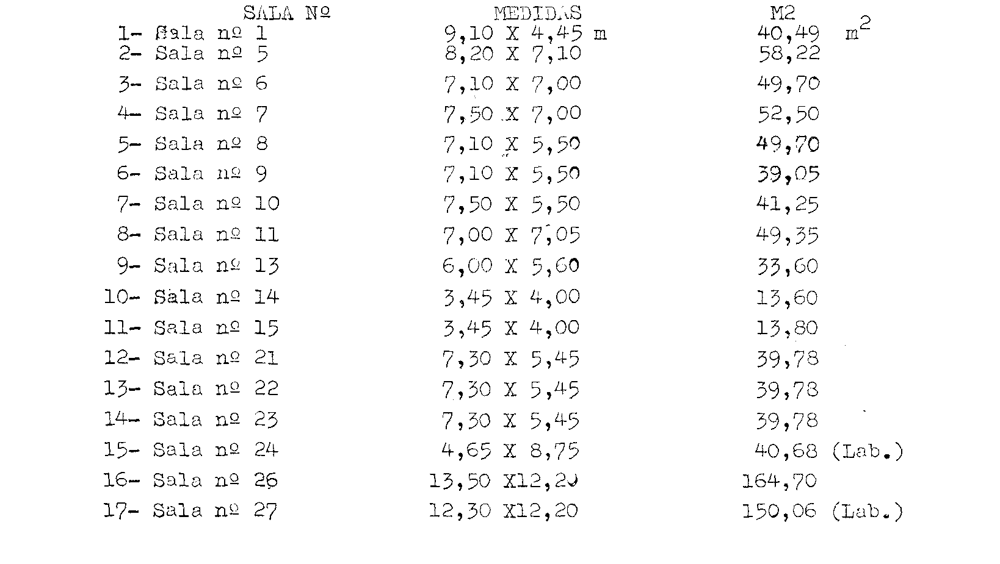 SALA Nº MEDIDAS M2
1- Sala nº 1 9,10 X 4,45 m 40,49 m²
2- Sala nº 5 8,20 X 7,10 58,22
3- Sala nº 6 7,10 X 7,00 49,70
4- Sala nº 7 7,50 X 7,00 52,50
5- Sala nº 8 7,10 X 5,50 49,70
6- Sala nº 9 7,10 X 5,50 39,05
7- Sala nº 10 7,50 X 5,50 41,25
8- Sala nº 11 7,00 X 7,05 49,35
9- Sala nº 13 6,00 X 5,60 33,60
10- Sala nº 14 3,45 X 4,00 13,60
11- Sala nº 15 3,45 X 4,00 13,80
12- Sala nº 21 7,30 X 5,45 39,78
13- Sala nº 22 7,30 X 5,45 39,78
14- Sala nº 23 7,30 X 5,45 39,78
15- Sala nº 24 4,65 X 8,75 40,68 (Lab.)
16- Sala nº 26 13,50 X12,20 164,70
17- Sala nº 27 12,30 X12,20 150,06 (Lab.)